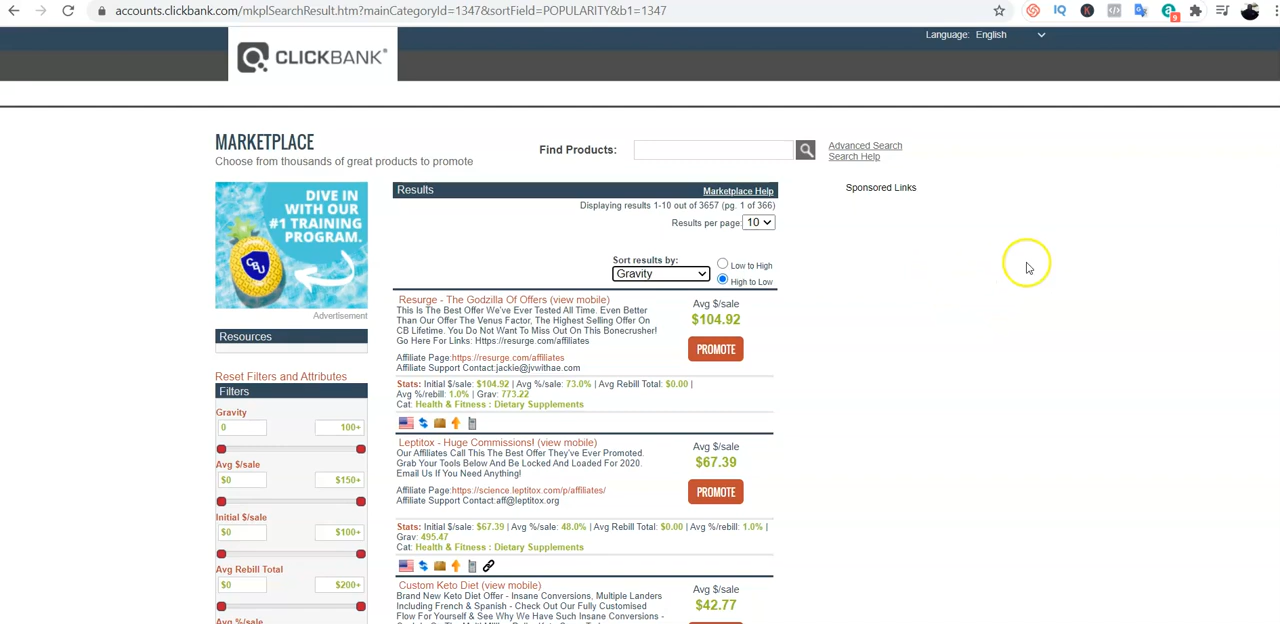 accounts.clickbank.com/mkplSearchResult.htm?mainCategoryId=1347&sortField=POPULARITY&b1=1347
IQ
K
a
9
Language: English
CLICKBANK®
MARKETPLACE
Choose from thousands of great products to promote
Find Products:
Advanced Search
Search Help
DIVE IN
WITH OUR
#1 TRAINING
PROGRAM.
CBU
Advertisement
Resources
Reset Filters and Attributes
Filters
Gravity
0 100+
Avg $/sale
$0 $150+
Initial $/sale
$0 $100+
Avg Rebill Total
$0 $200+
Results Marketplace Help
Displaying results 1-10 out of 3657 (pg. 1 of 366)
Results per page: 10
Sort results by:
Gravity
Low to High
High to Low
Resurge - The Godzilla Of Offers (view mobile)
This Is The Best Offer We've Ever Tested All Time. Even Better
Than Our Offer The Venus Factor, The Highest Selling Offer On
CB Lifetime. You Do Not Want To Miss Out On This Bonecrusher!
Go Here For Links: Https://resurge.com/affiliates
Affiliate Page:https://resurge.com/affiliates
Affiliate Support Contact:jackie@jvwithae.com
Avg $/sale
$104.92
PROMOTE
Stats: Initial $/sale: $104.92 | Avg %/sale: 73.0% | Avg Rebill Total: $0.00 |
Avg %/rebill: 1.0% | Grav: 773.22
Cat: Health & Fitness : Dietary Supplements
Leptitox - Huge Commissions! (view mobile)
Our Affiliates Call This The Best Offer They've Ever Promoted.
Grab Your Tools Below And Be Locked And Loaded For 2020.
Email Us If You Need Anything!
Affiliate Page:https://science.leptitox.com/p/affiliates/
Affiliate Support Contact:aff@leptitox.org
Avg $/sale
$67.39
PROMOTE
Stats: Initial $/sale: $67.39 | Avg %/sale: 48.0% | Avg Rebill Total: $0.00 | Avg %/rebill: 1.0% |
Grav: 495.47
Cat: Health & Fitness : Dietary Supplements
Custom Keto Diet (view mobile)
Brand New Keto Diet Offer - Insane Conversions, Multiple Landers
Including French & Spanish - Check Out Our Fully Customised
Flow For Yourself & See Why We Have Such Insane Conversions -
Avg $/sale
$42.77
Sponsored Links